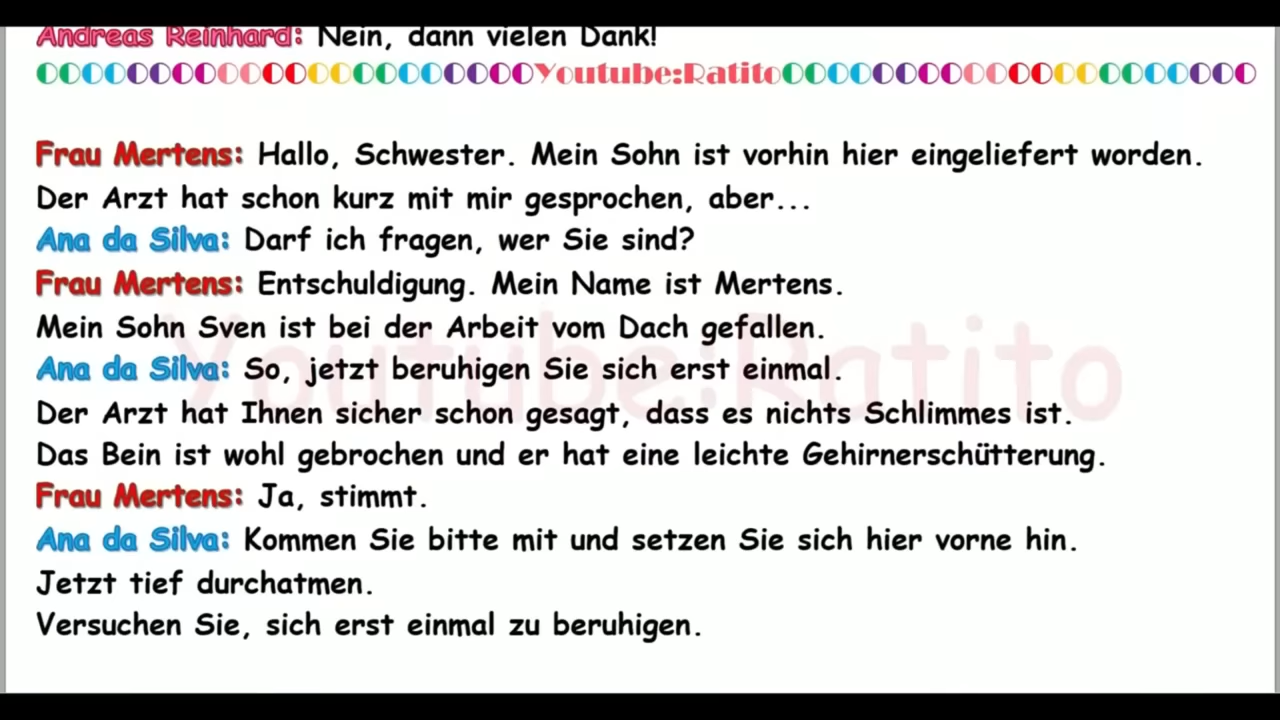 Andreas Reinhard: Nein, dann vielen Dank!
Youtube:Ratito
Frau Mertens: Hallo, Schwester. Mein Sohn ist vorhin hier eingeliefert worden.
Der Arzt hat schon kurz mit mir gesprochen, aber...
Ana da Silva: Darf ich fragen, wer Sie sind?
Frau Mertens: Entschuldigung. Mein Name ist Mertens.
Mein Sohn Sven ist bei der Arbeit vom Dach gefallen.
Youtube:Ratito
Ana da Silva: So, jetzt beruhigen Sie sich erst einmal.
Der Arzt hat Ihnen sicher schon gesagt, dass es nichts Schlimmes ist.
Das Bein ist wohl gebrochen und er hat eine leichte Gehirnerschütterung.
Frau Mertens: Ja, stimmt.
Ana da Silva: Kommen Sie bitte mit und setzen Sie sich hier vorne hin.
Jetzt tief durchatmen.
Versuchen Sie, sich erst einmal zu beruhigen.